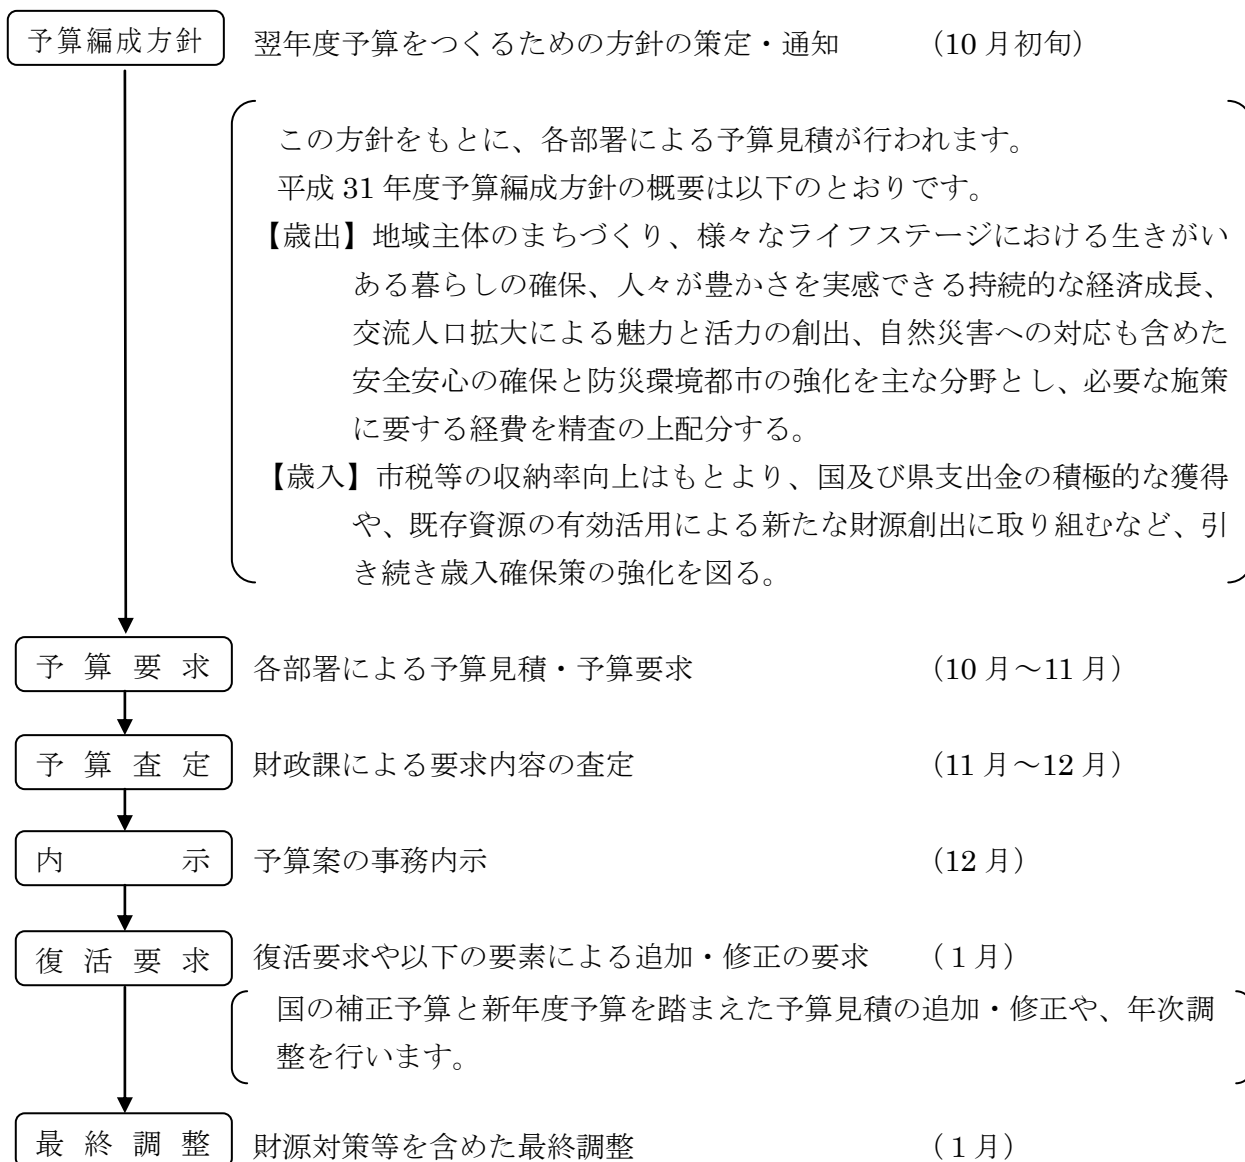 予算編成方針 翌年度予算をつくるための方針の策定・通知 (10 月初旬)
この方針をもとに、各部署による予算見積が行われます。
平成 31 年度予算編成方針の概要は以下のとおりです。
【歳出】地域主体のまちづくり、様々なライフステージにおける生きがい
ある暮らしの確保、人々が豊かさを実感できる持続的な経済成長、
交流人口拡大による魅力と活力の創出、自然災害への対応も含めた
安全安心の確保と防災環境都市の強化を主な分野とし、必要な施策
に要する経費を精査の上配分する。
【歳入】市税等の収納率向上はもとより、国及び県支出金の積極的な獲得
や、既存資源の有効活用による新たな財源創出に取り組むなど、引
き続き歳入確保策の強化を図る。
予算要求 各部署による予算見積・予算要求 (10 月~11 月)
予算査定 財政課による要求内容の査定 (11 月~12 月)
内示 予算案の事務内示 (12 月)
復活要求 復活要求や以下の要素による追加・修正の要求 (1 月)
国の補正予算と新年度予算を踏まえた予算見積の追加・修正や、年次調
整を行います。
最終調整 財源対策等を含めた最終調整 (1 月)